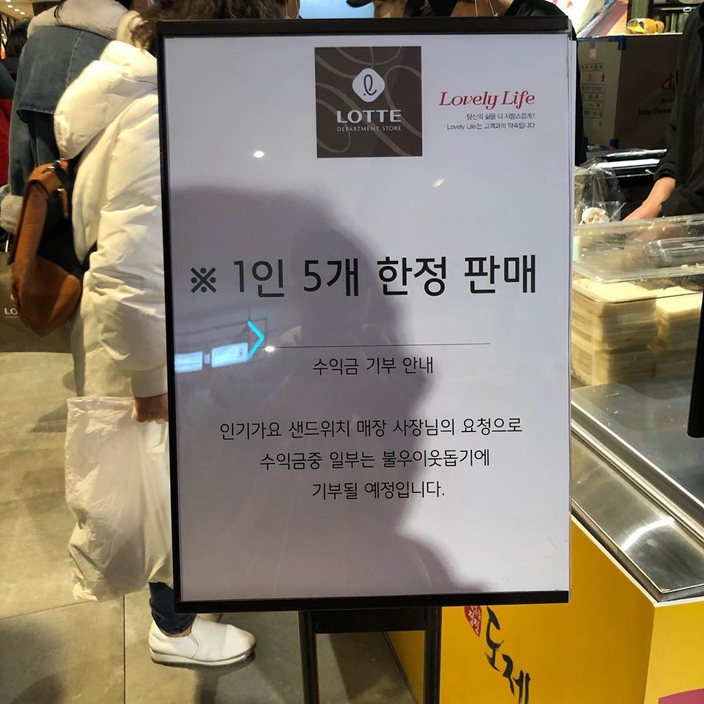 LOTTE
DEPARTMENT STORE
Lovely Life
당신의 삶을 더 사랑스럽게!
Lovely Life는 고객과의 약속입니다
※ 1인 5개 한정 판매
수익금 기부 안내
인기가요 샌드위치 매장 사장님의 요청으로
수익금중 일부는 불우이웃돕기에
기부될 예정입니다.
도제